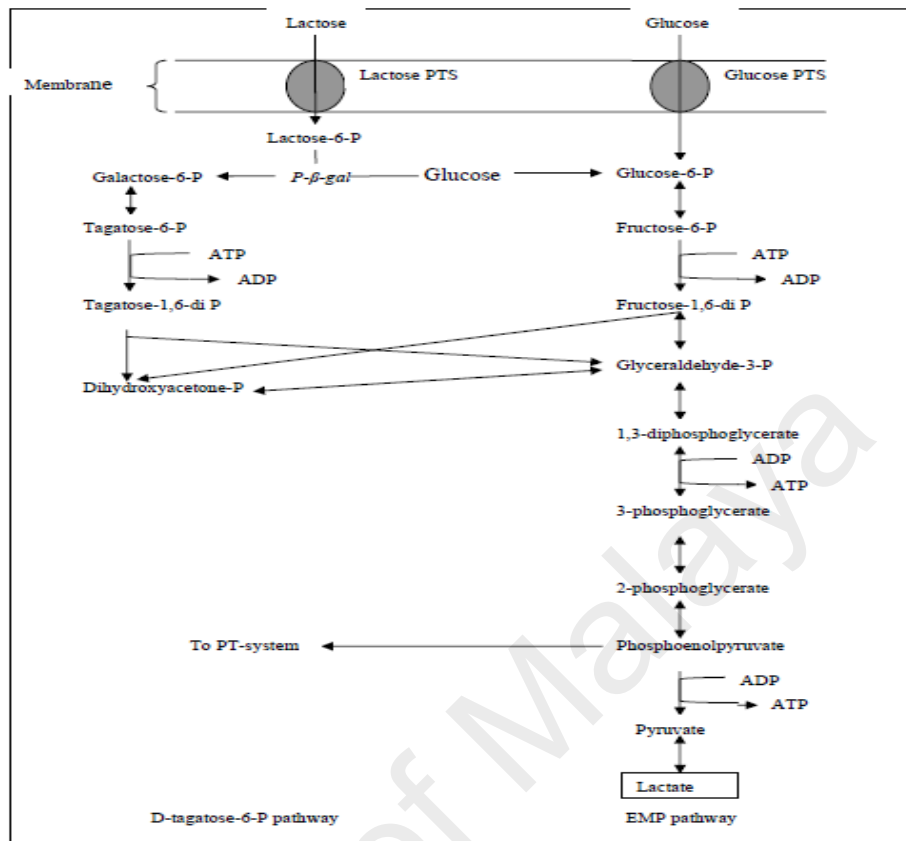 Lactose Glucose
Membrane Lactose PTS Glucose PTS
Lactose-6-P
Galactose-6-P P-β-gal Glucose Glucose-6-P
Tagatose-6-P Fructose-6-P
ATP ATP
ADP ADP
Tagatose-1,6-di P Fructose-1,6-di P
Glyceraldehyde-3-P
Dihydroxyacetone-P
1,3-diphosphoglycerate
ADP
ATP
3-phosphoglycerate
2-phosphoglycerate
To PT-system Phosphoenolpyruvate
ADP
ATP
Pyruvate
Lactate
D-tagatose-6-P pathway EMP pathway
of Malaya